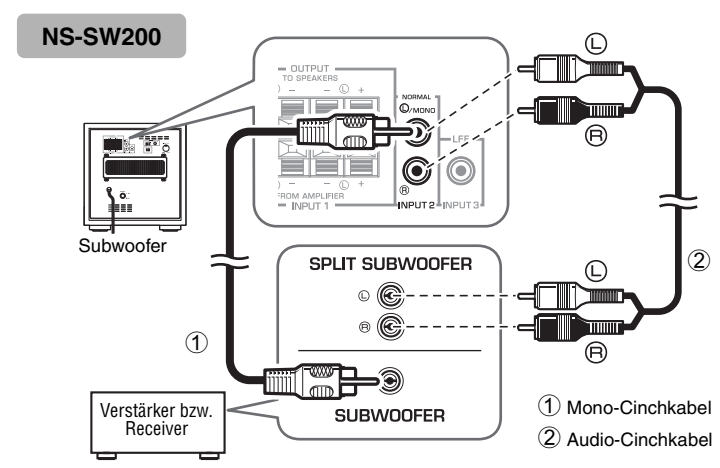 NS-SW200
OUTPUT
TO SPEAKERS
– – Ⓛ +
NORMAL
Ⓛ/MONO
LFE
– – Ⓛ +
Ⓡ
FROM AMPLIFIER
INPUT 1
INPUT 2
INPUT 3
Ⓛ
Ⓡ
Subwoofer
SPLIT SUBWOOFER
Ⓛ
Ⓡ
SUBWOOFER
Ⓛ
Ⓡ
①
②
Verstärker bzw.
Receiver
① Mono-Cinchkabel
② Audio-Cinchkabel